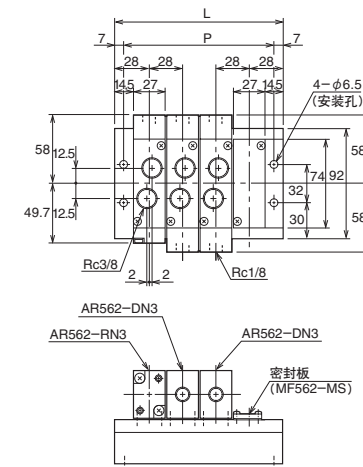 L
7 P 7
28 28 28 28
14.5 27 27 14.5
4-φ6.5
(安装孔)
58
12.5
49.7
12.5
74
92
32
30
58
58
Rc3/8
2 2
Rc1/8
AR562-DN3
AR562-RN3
AR562-DN3
密封板
(MF562-MS)